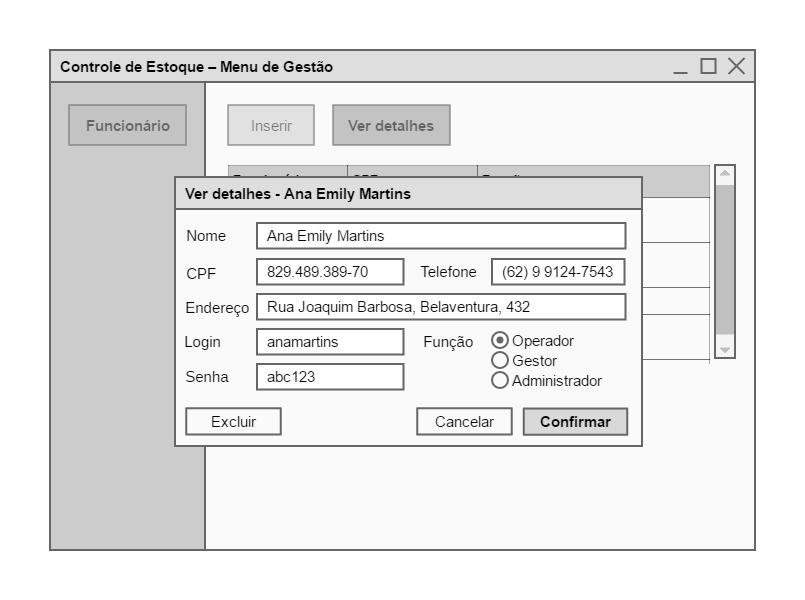 Controle de Estoque – Menu de Gestão
Funcionário
Inserir
Ver detalhes
Ver detalhes - Ana Emily Martins
Nome Ana Emily Martins
CPF 829.489.389-70 Telefone (62) 9 9124-7543
Endereço Rua Joaquim Barbosa, Belaventura, 432
Login anamartins Função Operador
Gestor
Senha abc123 Administrador
Excluir Cancelar Confirmar